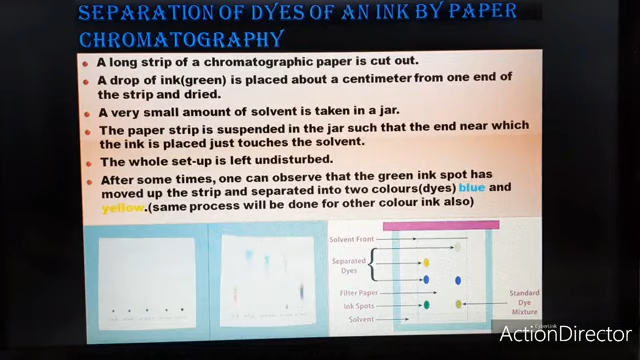 SEPARATION OF DYES OF AN INK BY PAPER
CHROMATOGRAPHY
A long strip of a chromatographic paper is cut out.
A drop of ink(green) is placed about a centimeter from one end of
the strip and dried.
A very small amount of solvent is taken in a jar.
The paper strip is suspended in the jar such that the end near which
the ink is placed just touches the solvent.
The whole set-up is left undisturbed.
After some times, one can observe that the green ink spot has
moved up the strip and separated into two colours(dyes) blue and
yellow.(same process will be done for other colour ink also)
Solvent Front
Separated
Dyes
Filter Paper
Ink Spots
Solvent
Standard
Dye
Mixture
CyberLink
ActionDirector